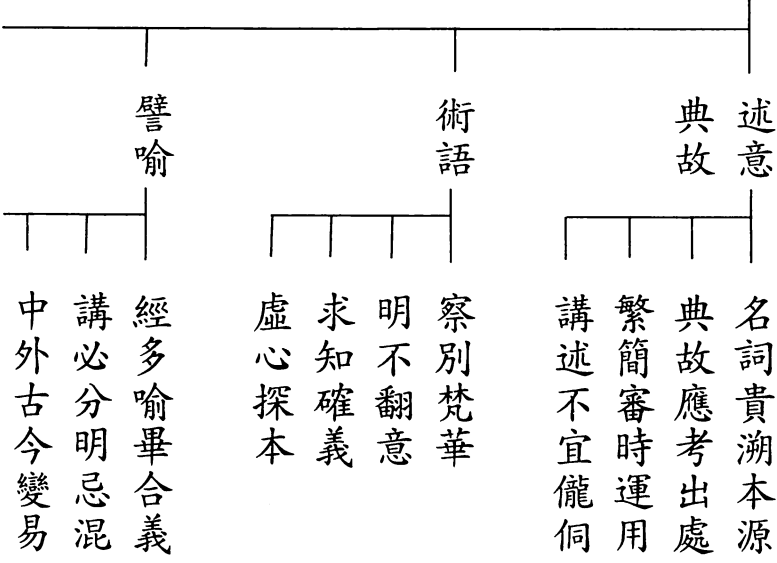 述意
典故
名詞貴溯本源
典故應考出處
繁簡審時運用
講述不宜儱侗
術語
察別梵華
明不翻意
求知確義
虛心探本
譬喻
經多喻畢合義
講必分明忌混
中外古今變易